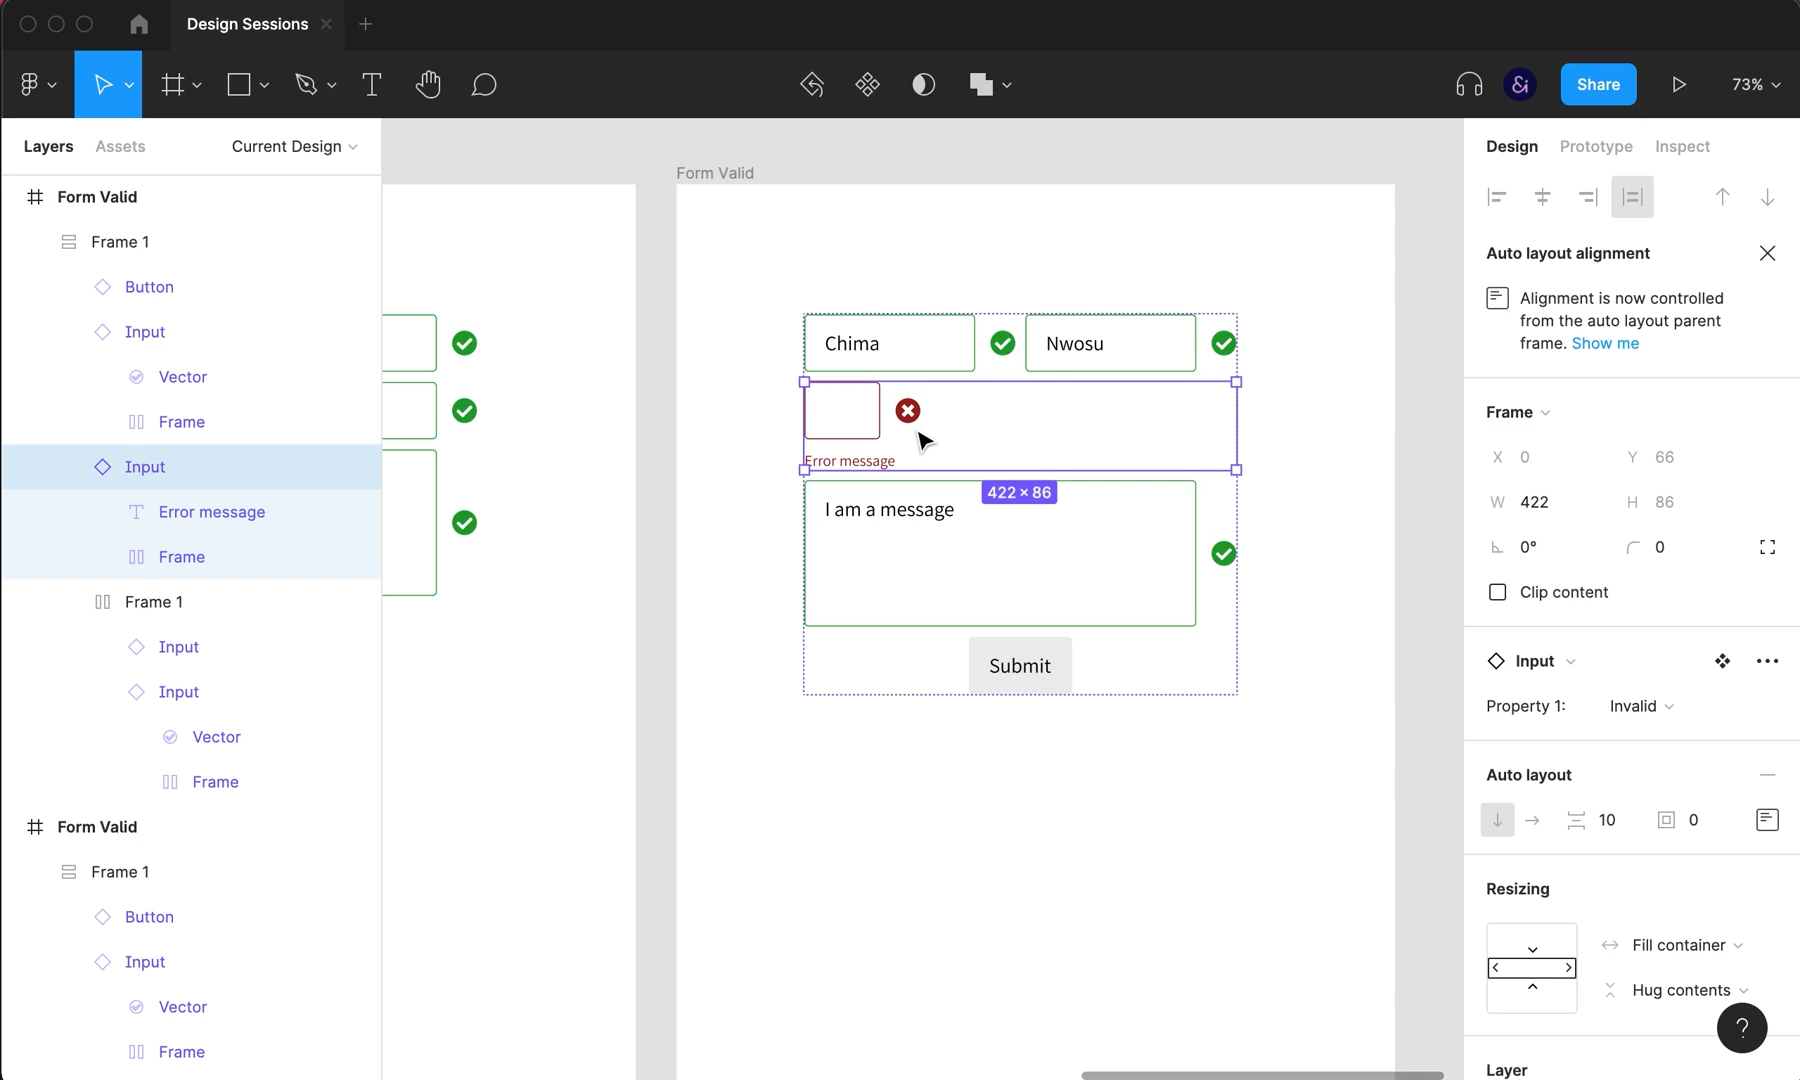 Design Sessions
Share
73%
Layers
Assets
Current Design
Form Valid
Frame 1
Button
Input
Vector
Frame
Input
Error message
Frame
Frame 1
Input
Input
Vector
Frame
Form Valid
Frame 1
Button
Input
Vector
Frame
Form Valid
Chima
Nwosu
Error message
422 × 86
I am a message
Submit
Design
Prototype
Inspect
Auto layout alignment
Alignment is now controlled
from the auto layout parent
frame. Show me
Frame
X 0
Y 66
W 422
H 86
0°
0
Clip content
Input
Property 1:
Invalid
Auto layout
10
0
Resizing
Fill container
Hug contents
?
Layer